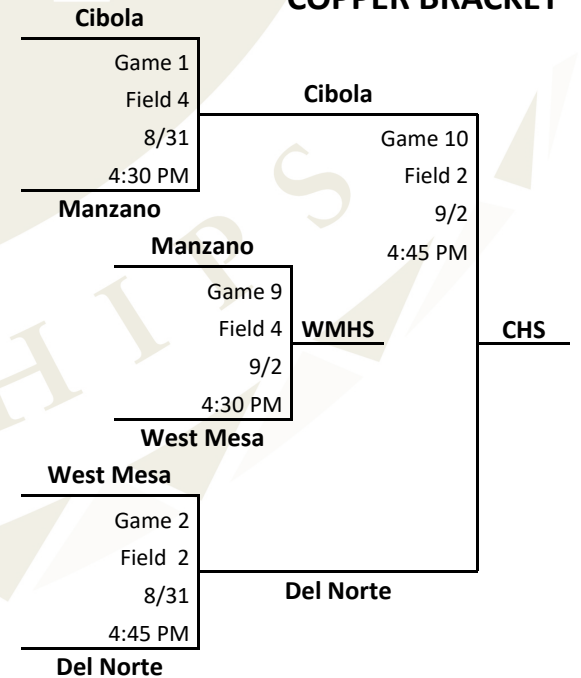 COPPER BRACKET
Cibola
Game 1
Field 4
8/31
4:30 PM
Manzano
Cibola
Game 10
Field 2
9/2
4:45 PM
Manzano
Game 9
Field 4
9/2
4:30 PM
West Mesa
WMHS
CHS
West Mesa
Game 2
Field 2
8/31
4:45 PM
Del Norte
Del Norte
H I P S